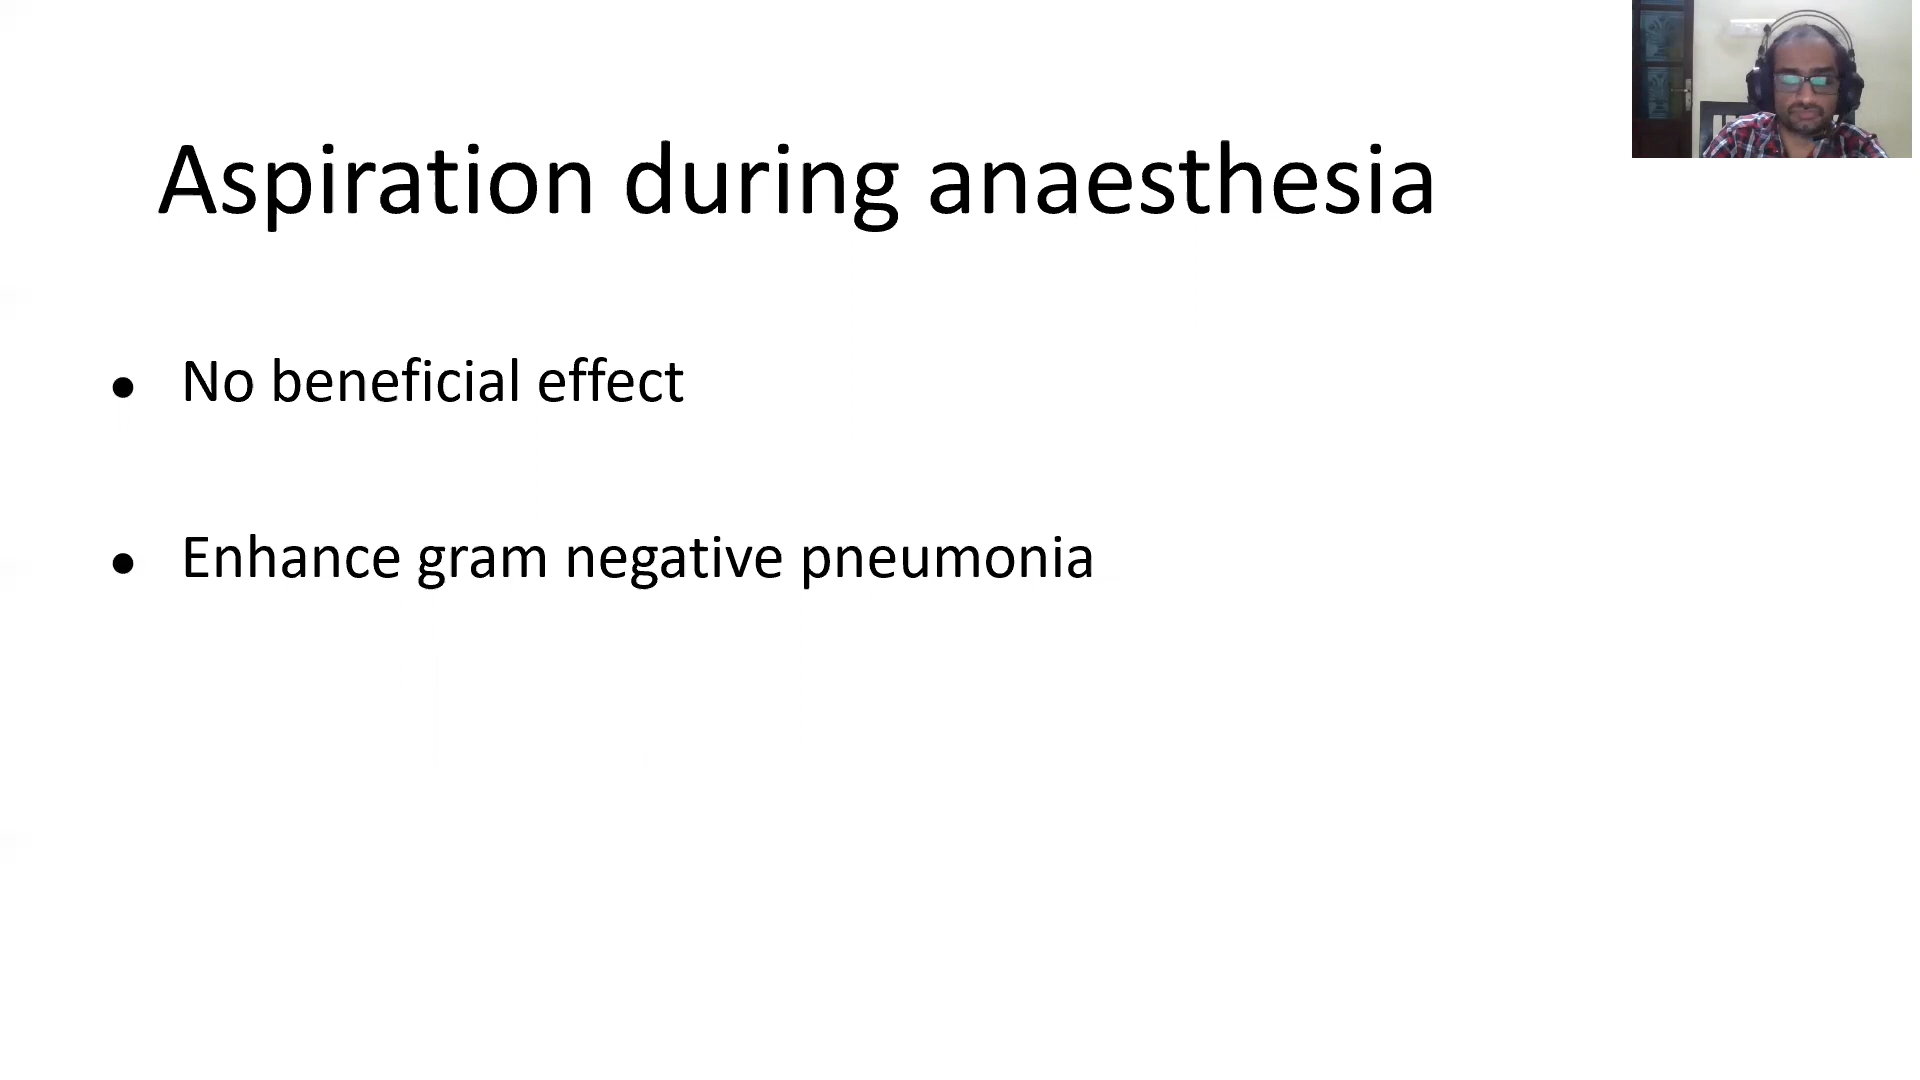 Aspiration during anaesthesia
• No beneficial effect
• Enhance gram negative pneumonia